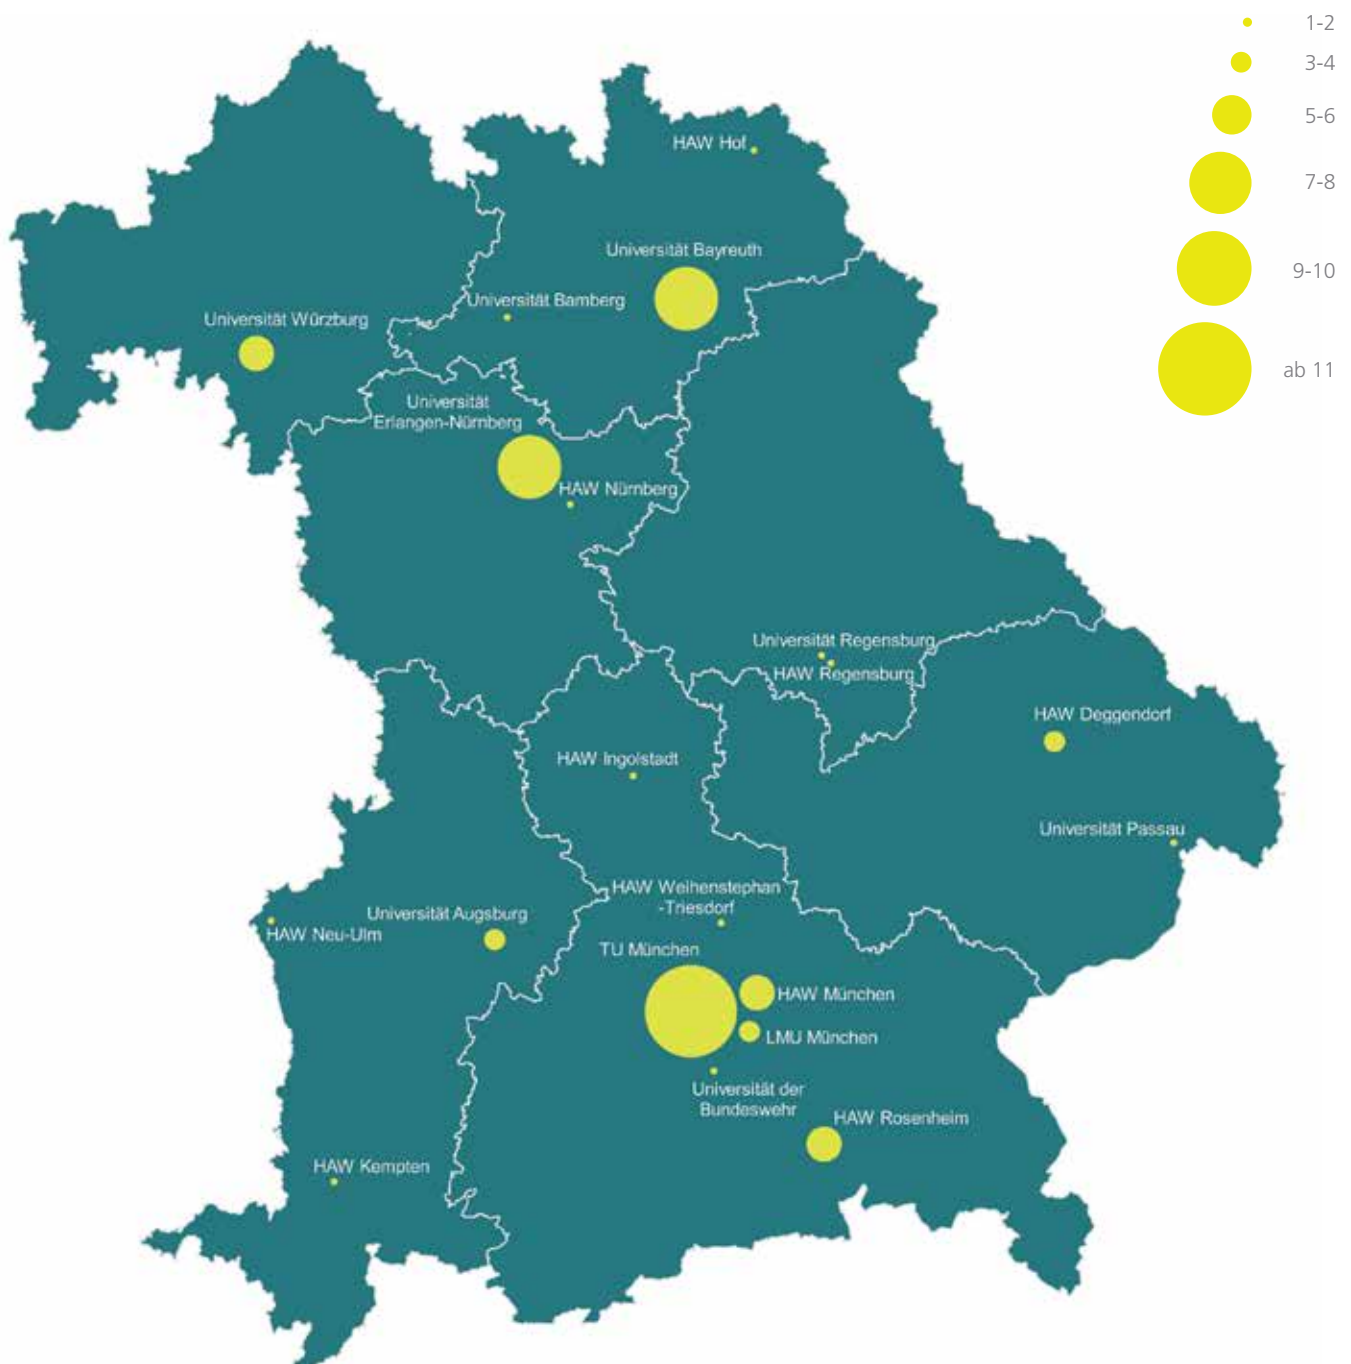 1-2
3-4
5-6
7-8
9-10
ab 11
HAW Hof
Universität Bayreuth
Universität Bamberg
Universität Würzburg
Universität
Erlangen-Nürnberg
HAW Nürnberg
Universität Regensburg
HAW Regensburg
HAW Deggendorf
HAW Ingolstadt
Universität Passau
HAW Weihenstephan
-Triesdorf
Universität Augsburg
HAW Neu-Ulm
TU München
HAW München
LMU München
Universität der
Bundeswehr
HAW Rosenheim
HAW Kempten